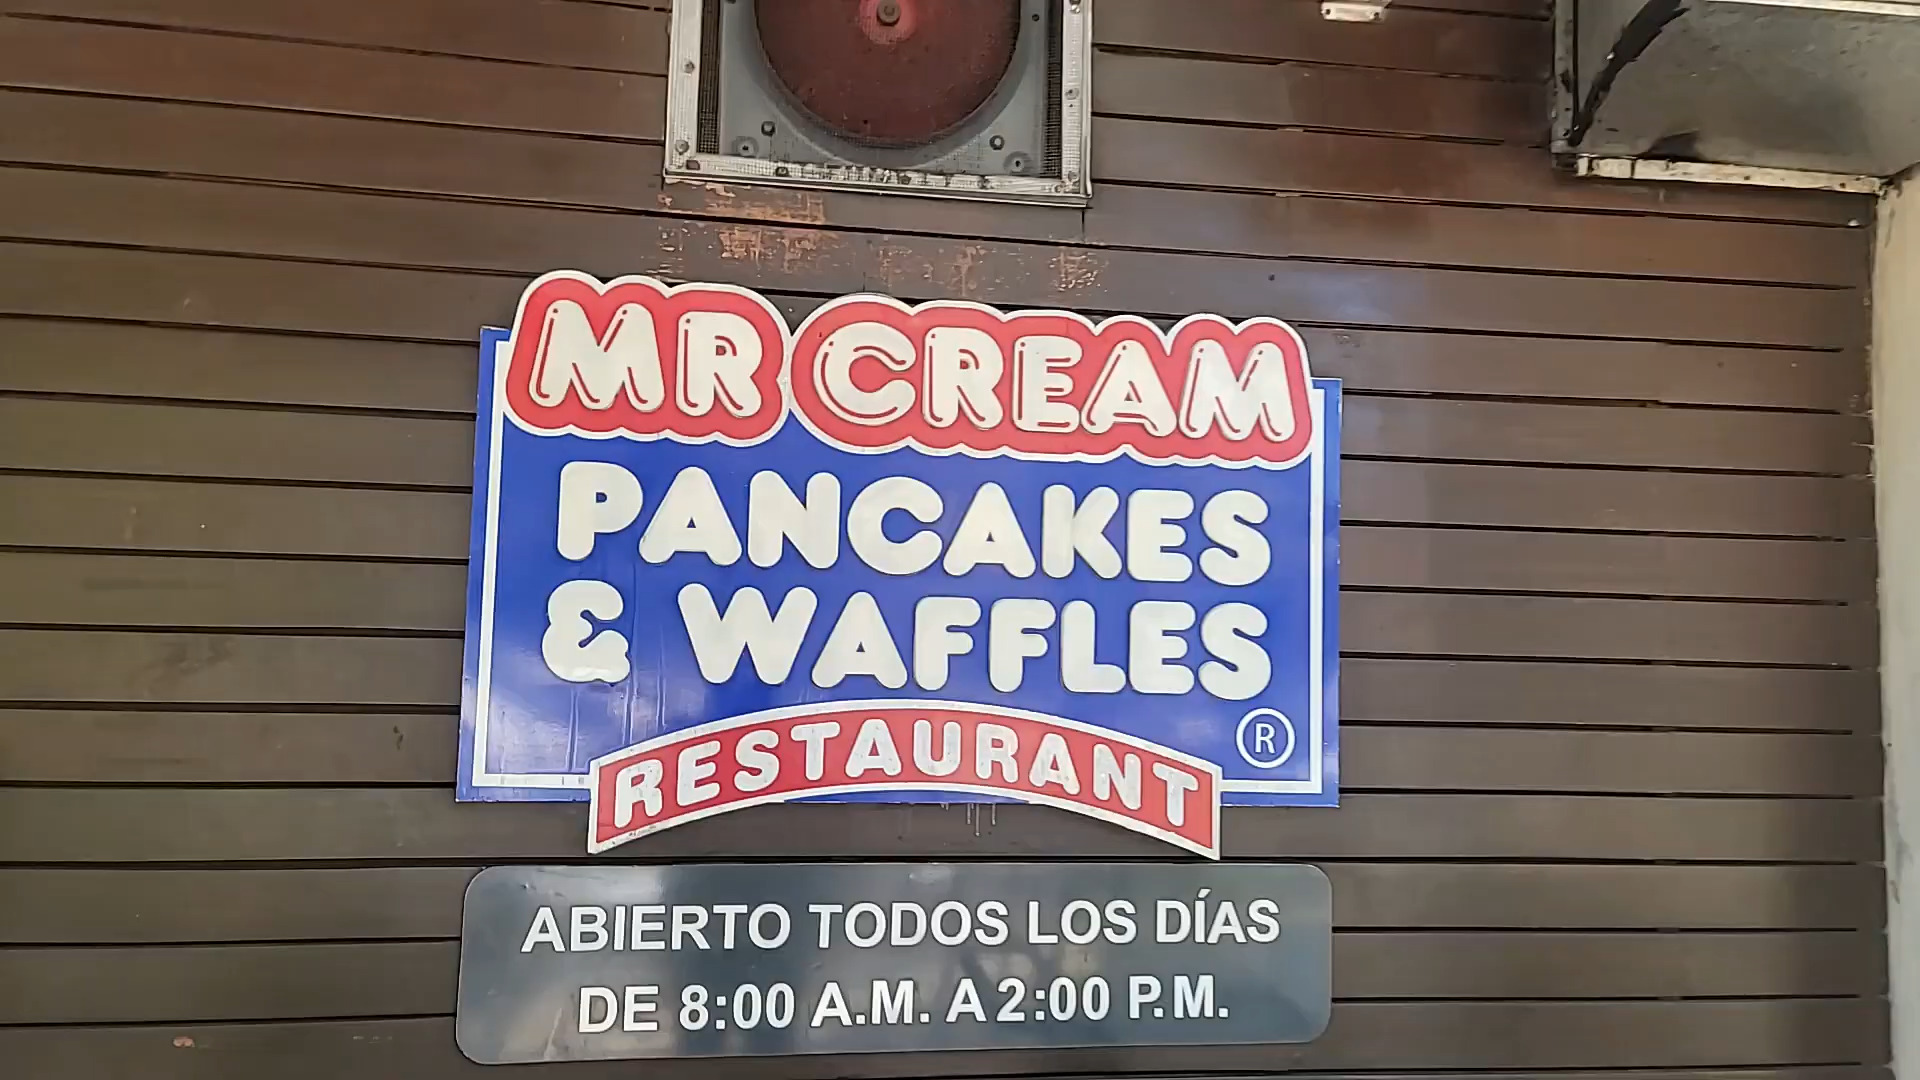 MR CREAM
PANCAKES
& WAFFLES
®
RESTAURANT
ABIERTO TODOS LOS DÍAS
DE 8:00 A.M. A 2:00 P.M.